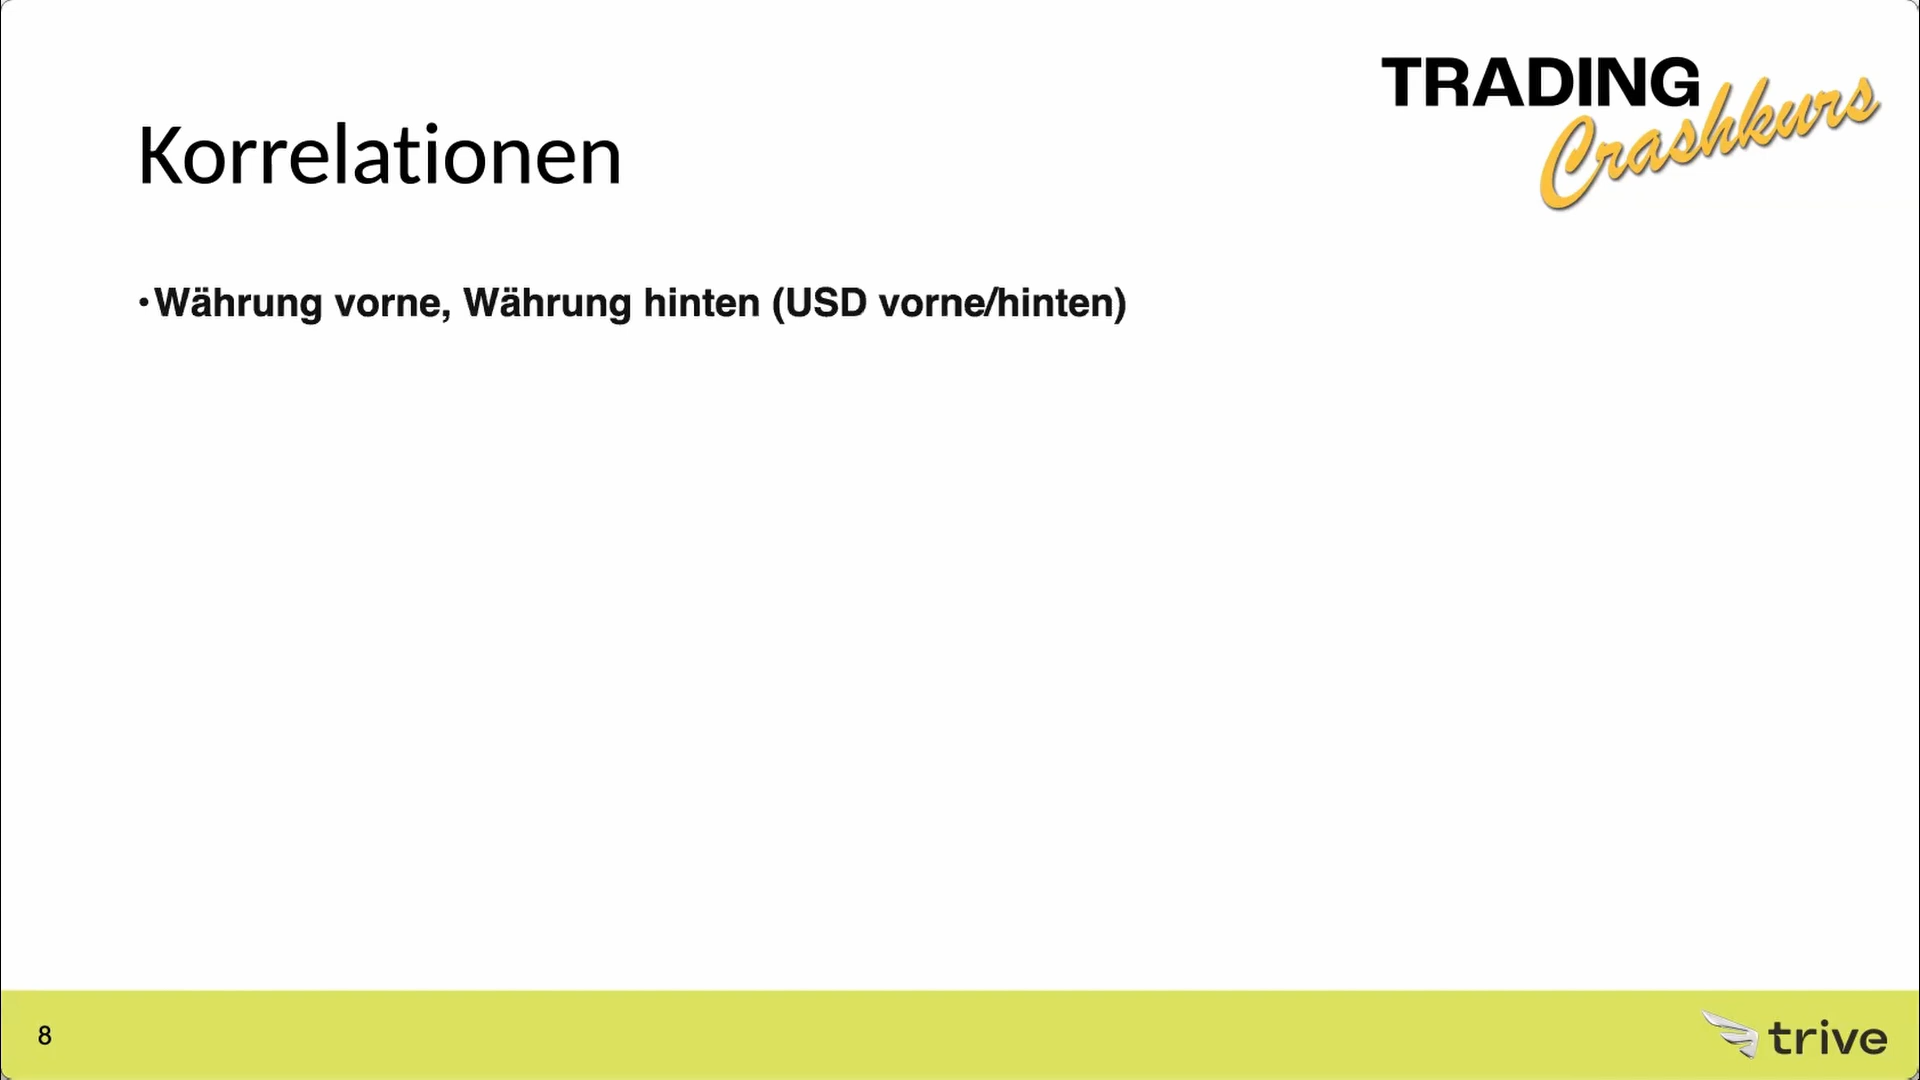 TRADING
Crashkurs
Korrelationen
•Währung vorne, Währung hinten (USD vorne/hinten)
8
trive